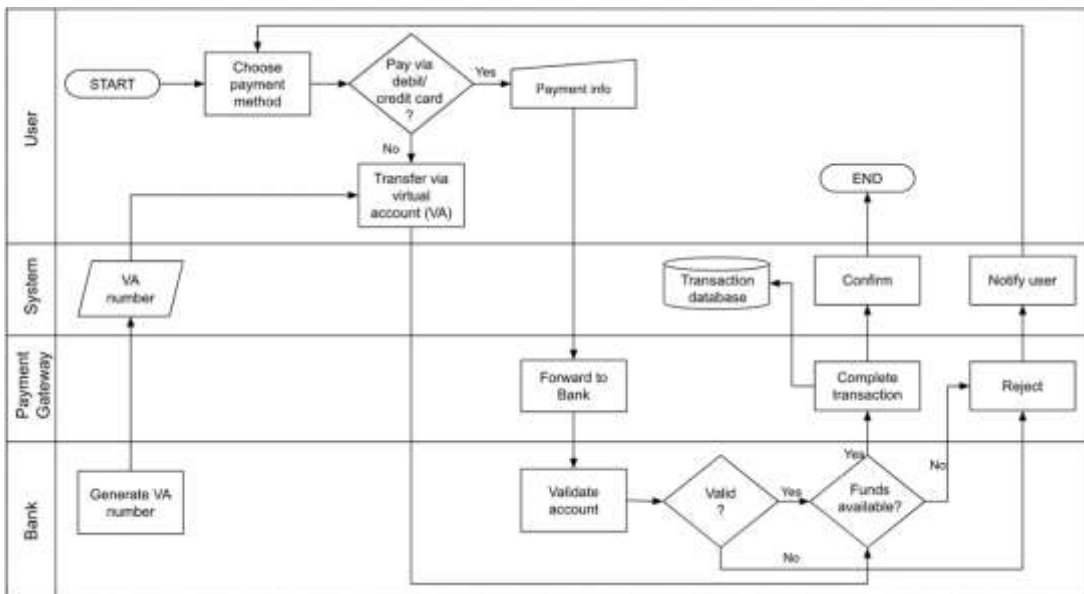 User
START
Choose
payment
method
Pay via
debit/
credit card
?
Yes
Payment info
No
Transfer via
virtual
account (VA)
END
System
VA
number
Transaction
database
Confirm
Notify user
Payment
Gateway
Forward to
Bank
Complete
transaction
Reject
Bank
Generate VA
number
Validate
account
Valid
?
Yes
Funds
available?
Yes
No
No